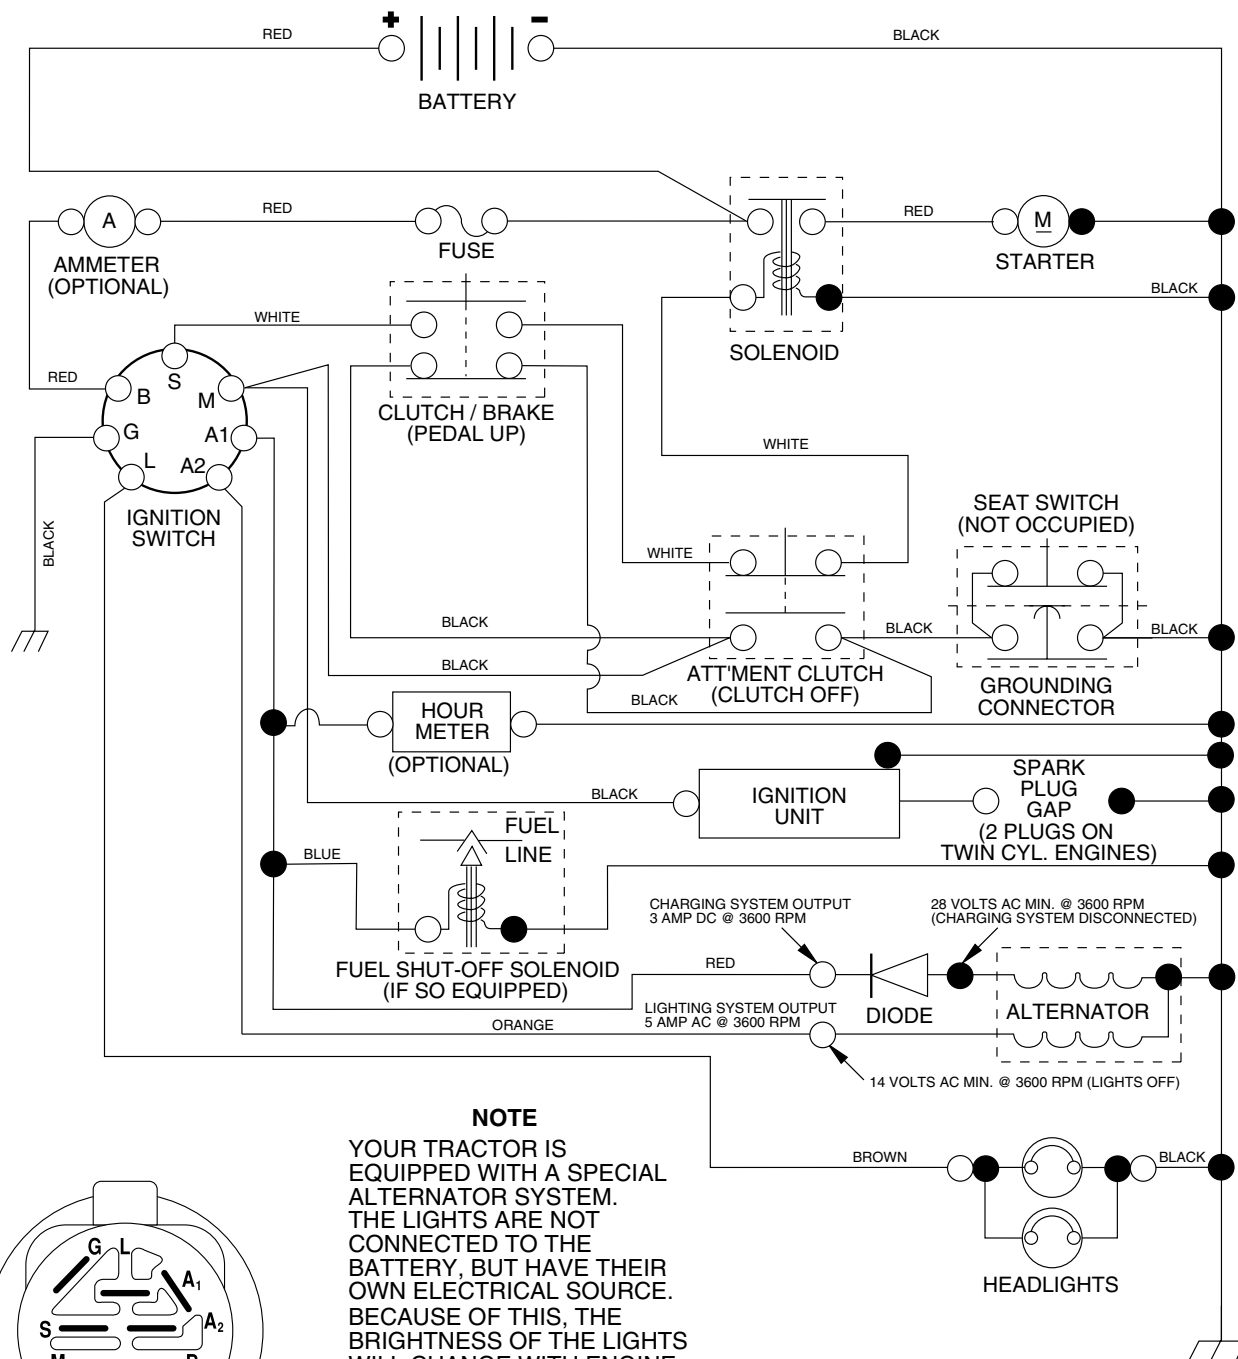 + -
RED
BLACK
BATTERY
A
RED
FUSE
RED
M
STARTER
AMMETER
(OPTIONAL)
BLACK
WHITE
SOLENOID
RED
S
B
M
G
A1
L
A2
CLUTCH / BRAKE
(PEDAL UP)
IGNITION
SWITCH
BLACK
WHITE
SEAT SWITCH
(NOT OCCUPIED)
WHITE
BLACK
BLACK
BLACK
BLACK
ATT'MENT CLUTCH
(CLUTCH OFF)
BLACK
GROUNDING
CONNECTOR
HOUR
METER
(OPTIONAL)
BLACK
IGNITION
UNIT
SPARK
PLUG
GAP
(2 PLUGS ON
TWIN CYL. ENGINES)
FUEL
LINE
BLUE
CHARGING SYSTEM OUTPUT
3 AMP DC @ 3600 RPM
28 VOLTS AC MIN. @ 3600 RPM
(CHARGING SYSTEM DISCONNECTED)
FUEL SHUT-OFF SOLENOID
(IF SO EQUIPPED)
RED
DIODE
ALTERNATOR
LIGHTING SYSTEM OUTPUT
5 AMP AC @ 3600 RPM
ORANGE
14 VOLTS AC MIN. @ 3600 RPM (LIGHTS OFF)
BROWN
BLACK
HEADLIGHTS
NOTE
YOUR TRACTOR IS
EQUIPPED WITH A SPECIAL
ALTERNATOR SYSTEM.
THE LIGHTS ARE NOT
CONNECTED TO THE
BATTERY, BUT HAVE THEIR
OWN ELECTRICAL SOURCE.
BECAUSE OF THIS, THE
BRIGHTNESS OF THE LIGHTS
WILL CHANGE WITH ENGINE
G L
A1
A2
S
M
B